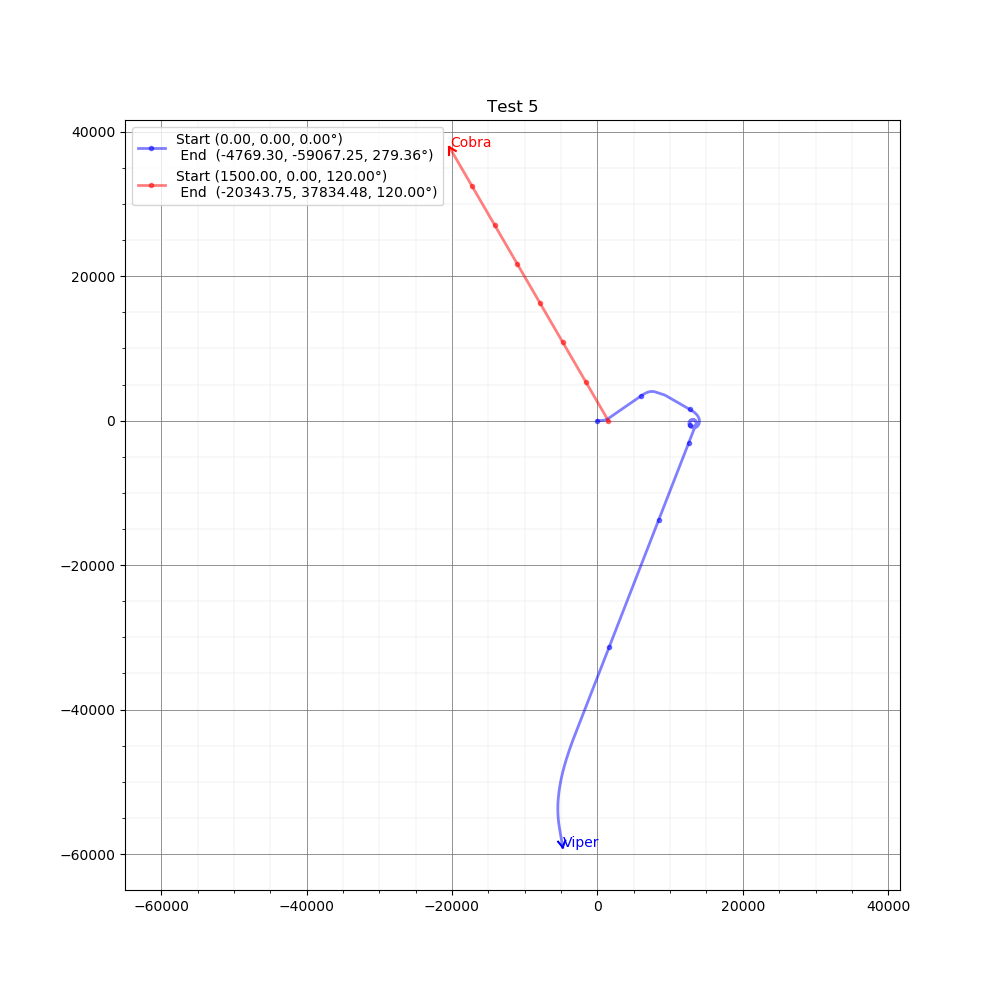 Test 5
Start (0.00, 0.00, 0.00°)
End (-4769.30, -59067.25, 279.36°)
Start (1500.00, 0.00, 120.00°)
End (-20343.75, 37834.48, 120.00°)
Cobra
Viper
40000
20000
0
−20000
−40000
−60000
−60000
−40000
−20000
0
20000
40000